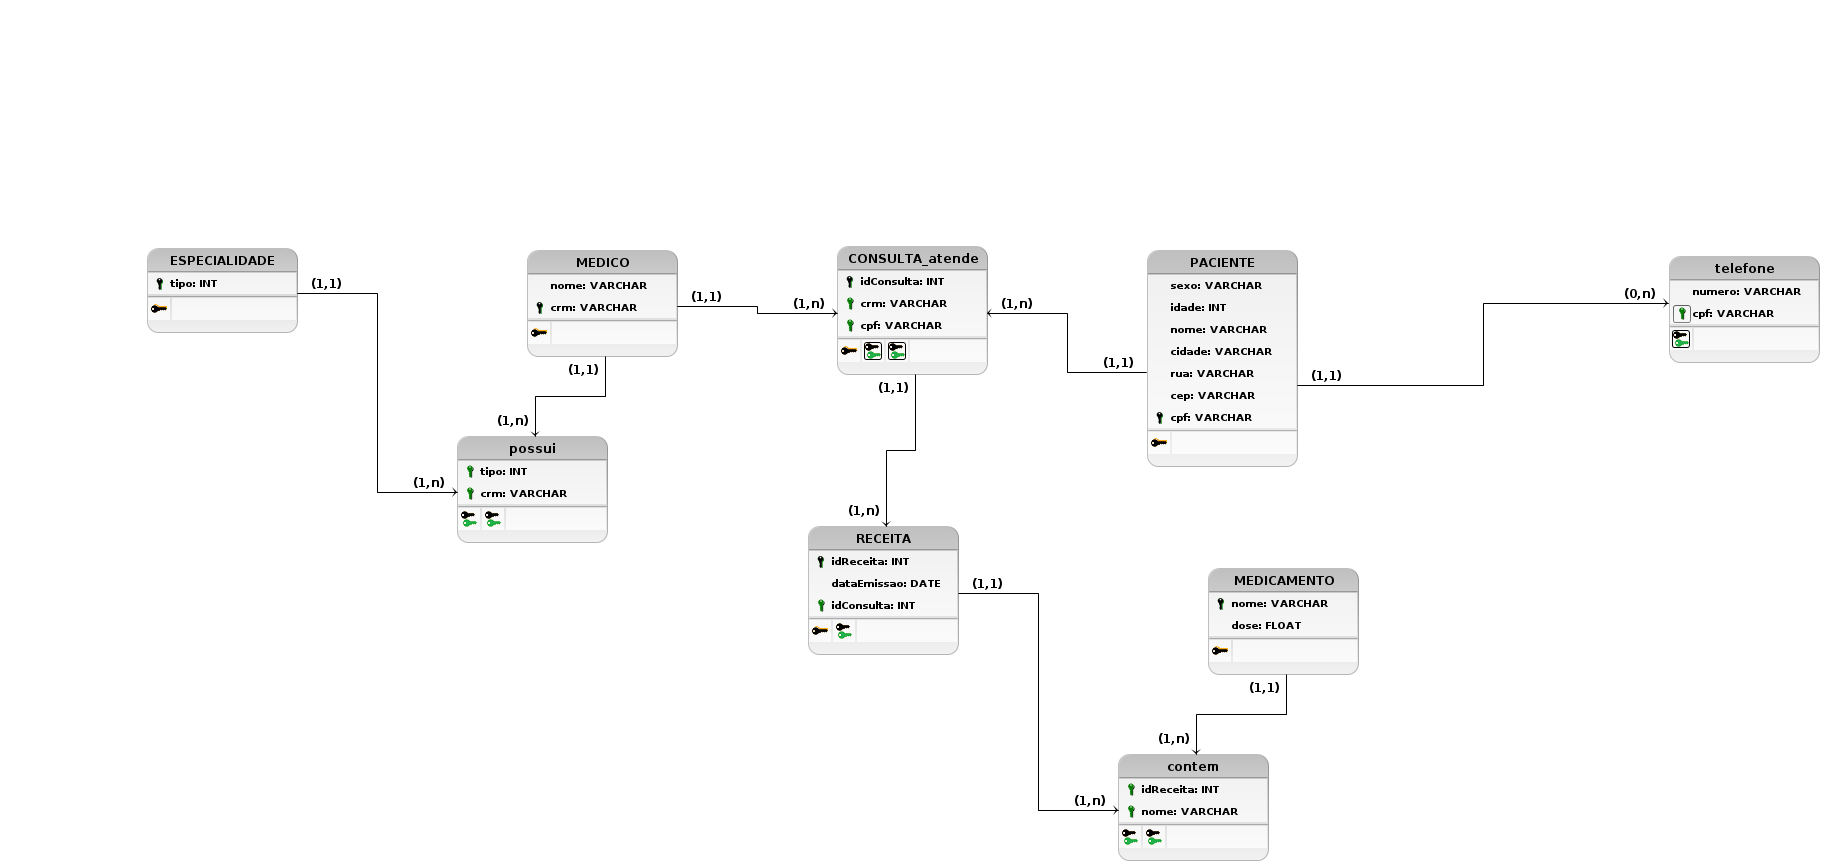 ESPECIALIDADE
tipo: INT
(1,1)
MEDICO
nome: VARCHAR
crm: VARCHAR
(1,1)
(1,n)
(1,1)
(1,n)
possui
tipo: INT
crm: VARCHAR
(1,n)
CONSULTA_atende
idConsulta: INT
crm: VARCHAR
cpf: VARCHAR
(1,n)
(1,1)
(1,1)
PACIENTE
sexo: VARCHAR
idade: INT
nome: VARCHAR
cidade: VARCHAR
rua: VARCHAR
cep: VARCHAR
cpf: VARCHAR
(1,1)
(0,n)
telefone
numero: VARCHAR
cpf: VARCHAR
(1,n)
RECEITA
idReceita: INT
dataEmissao: DATE
idConsulta: INT
(1,1)
MEDICAMENTO
nome: VARCHAR
dose: FLOAT
(1,1)
(1,n)
(1,n)
contem
idReceita: INT
nome: VARCHAR